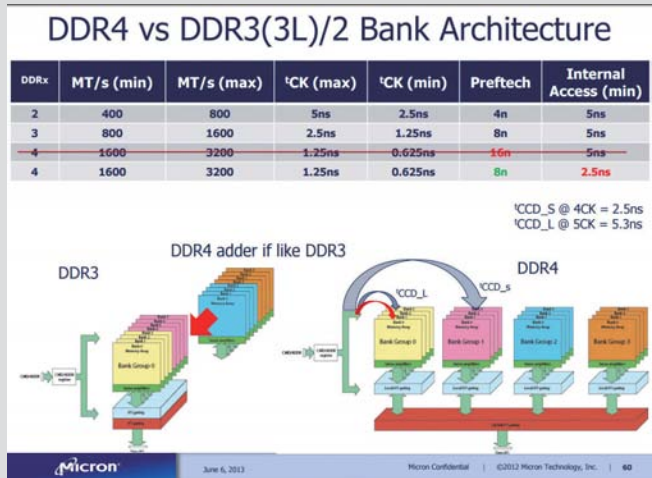 DDR4 vs DDR3(3L)/2 Bank Architecture
DDRx MT/s (min) MT/s (max) tCK (max) tCK (min) Preftech Internal Access (min)
2 400 800 5ns 2.5ns 4n 5ns
3 800 1600 2.5ns 1.25ns 8n 5ns
4 1600 3200 1.25ns 0.625ns 16n 5ns
4 1600 3200 1.25ns 0.625ns 8n 2.5ns
tCCD_S @ 4CK = 2.5ns
tCCD_L @ 5CK = 5.3ns
DDR4 adder if like DDR3
DDR3
DDR4
tCCD_L
tCCD_s
Bank Group 0
Bank Group 0
Bank Group 1
Bank Group 2
Micron
June 6, 2013
Micron Confidential | ©2012 Micron Technology, Inc. | 60